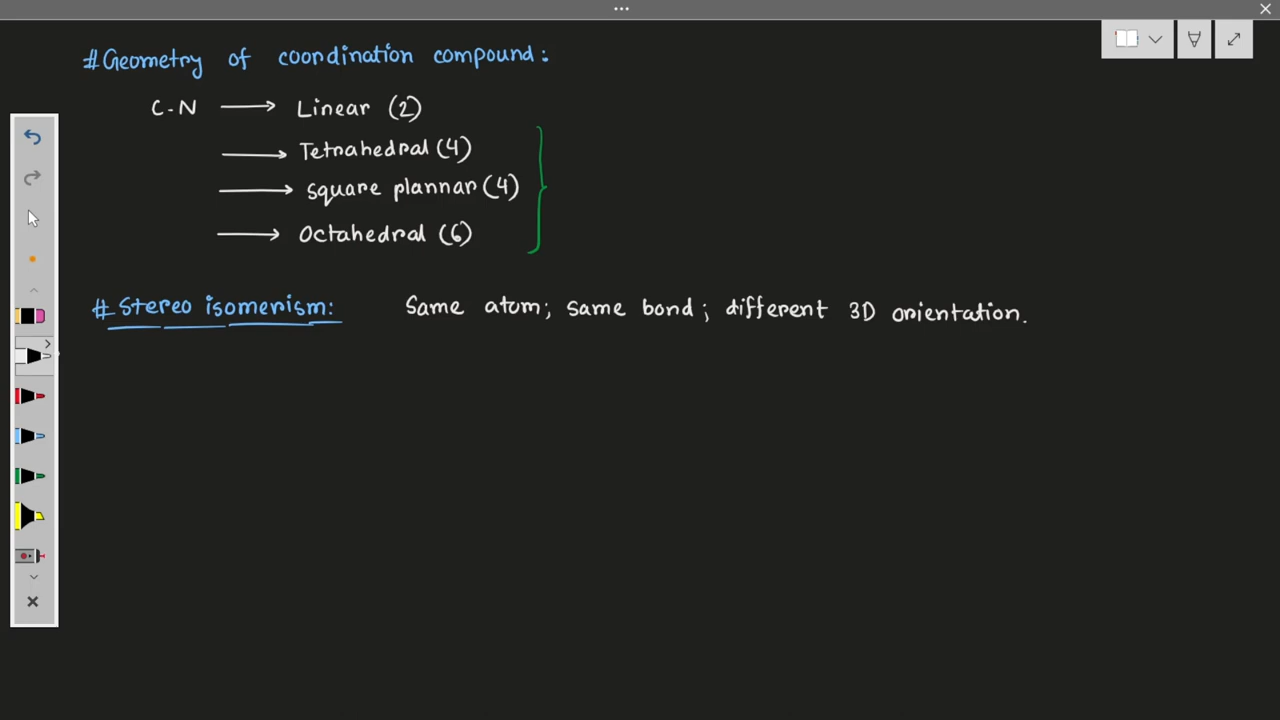 #Geometry of coordination compound:
C-N ⟶ Linear (2)
⟶ Tetrahedral (4)
⟶ square plannar (4)
⟶ Octahedral (6)
# Stereo isomerism: Same atom; same bond; different 3D orientation.